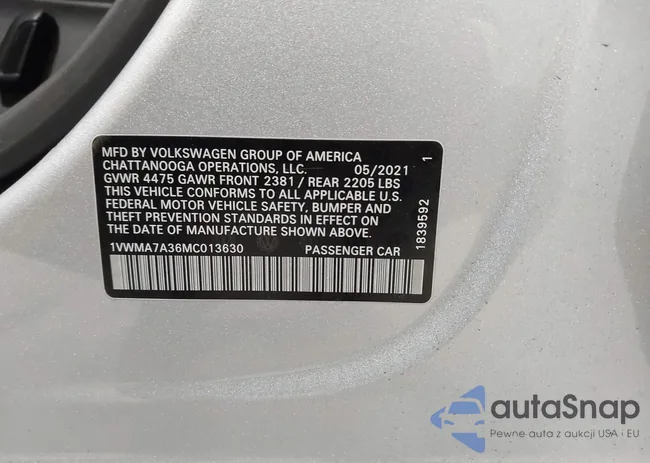 MFD BY VOLKSWAGEN GROUP OF AMERICA
CHATTANOOGA OPERATIONS, LLC. 05/2021
GVWR 4475 GAWR FRONT 2381 / REAR 2205 LBS
THIS VEHICLE CONFORMS TO ALL APPLICABLE U.S.
FEDERAL MOTOR VEHICLE SAFETY, BUMPER AND
THEFT PREVENTION STANDARDS IN EFFECT ON
THE DATE OF MANUFACTURE SHOWN ABOVE.
1VWMA7A36MC013630 PASSENGER CAR
1839592 1
autaSnap
Pewne auta z aukcji USA i EU